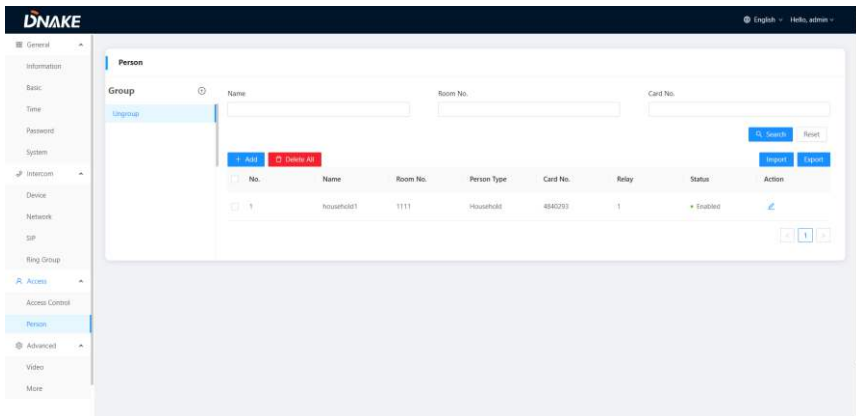 DNAKE
English Hello, admin
General
Information
Basic
Time
Password
System
Intercom
Device
Network
SIP
Ring Group
Access
Access Control
Person
Advanced
Video
More
Person
Group
Ungroup
Name Room No. Card No.
Search Reset
+ Add Delete All Import Export
No. Name Room No. Person Type Card No. Relay Status Action
1 household1 1111 Household 4840293 1 Enabled
< 1 >